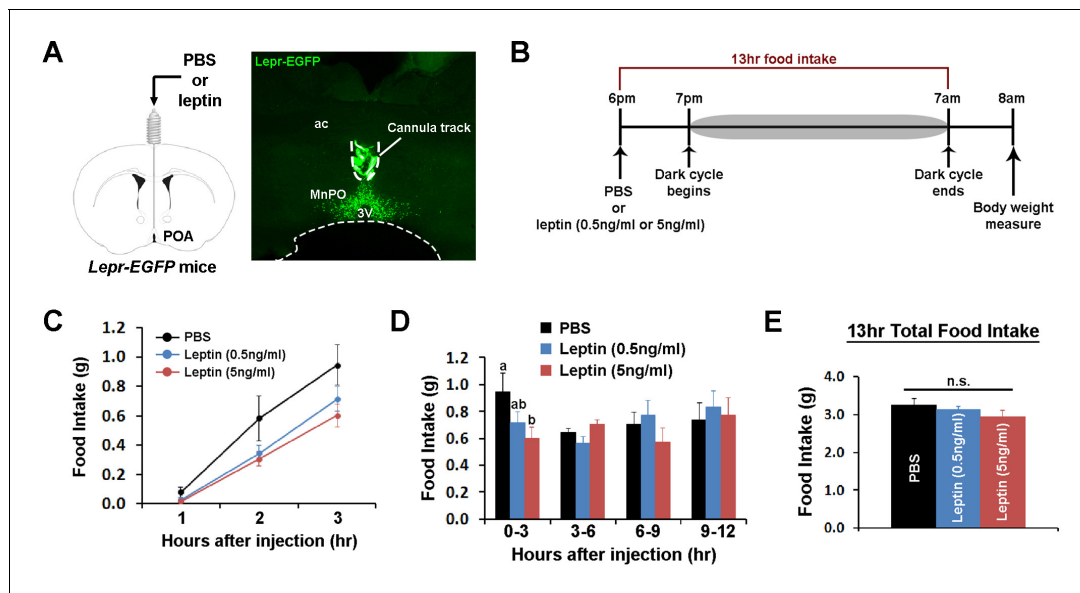 A
PBS
or
leptin
POA
Lepr-EGFP mice
Lepr-EGFP
ac
Cannula track
MnPO
3V
B
13hr food intake
6pm
7pm
7am
8am
PBS
or
leptin (0.5ng/ml or 5ng/ml)
Dark cycle
begins
Dark cycle
ends
Body weight
measure
C
Food Intake (g)
1.2
1.0
0.8
0.6
0.4
0.2
0.0
PBS
Leptin (0.5ng/ml)
Leptin (5ng/ml)
1 2 3
Hours after injection (hr)
D
PBS
Leptin (0.5ng/ml)
Leptin (5ng/ml)
Food Intake (g)
1.2
1.0
0.8
0.6
0.4
0.2
0.0
a
ab
b
0-3 3-6 6-9 9-12
Hours after injection (hr)
E
13hr Total Food Intake
Food Intake (g)
4.0
3.0
2.0
1.0
0.0
n.s.
PBS
Leptin (0.5ng/ml)
Leptin (5ng/ml)